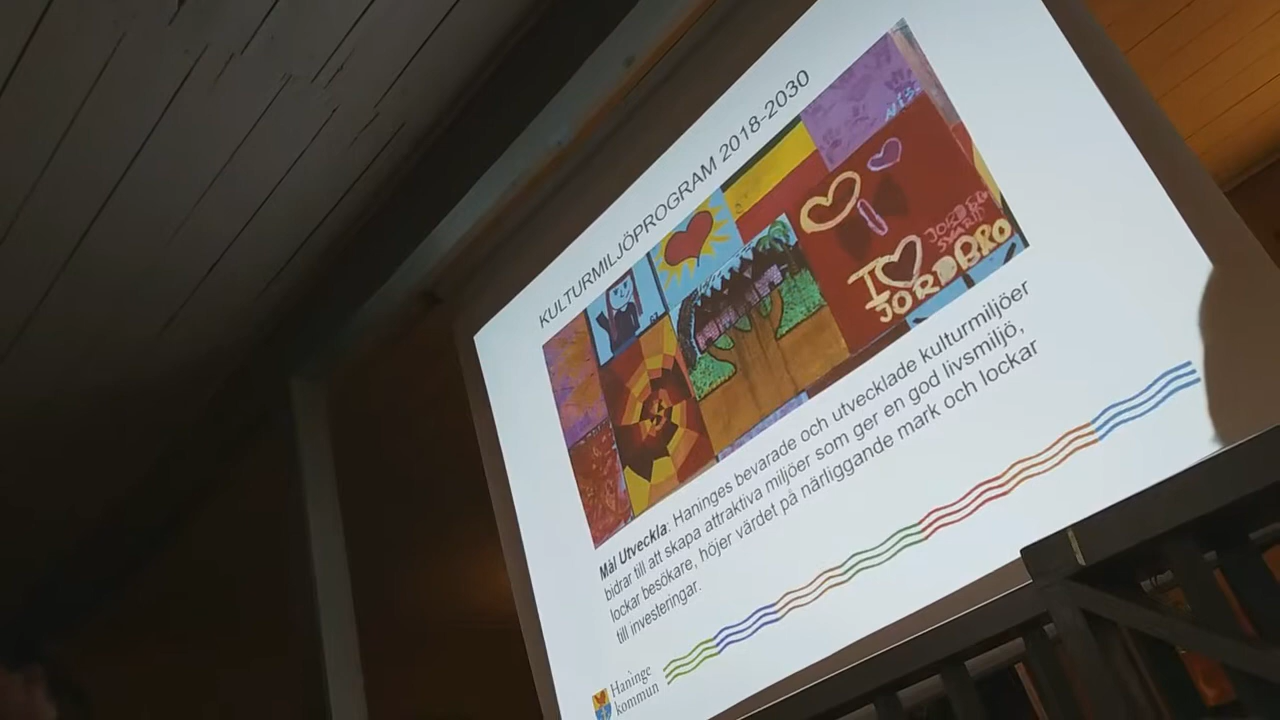 KULTURMILJÖPROGRAM 2018-2030
I
JORDBRO
Mål Utveckla: Haninges bevarade och utvecklade kulturmiljöer
bidrar till att skapa attraktiva miljöer som ger en god livsmiljö,
lockar besökare, höjer värdet på närliggande mark och lockar
till investeringar.
Haninge
kommun